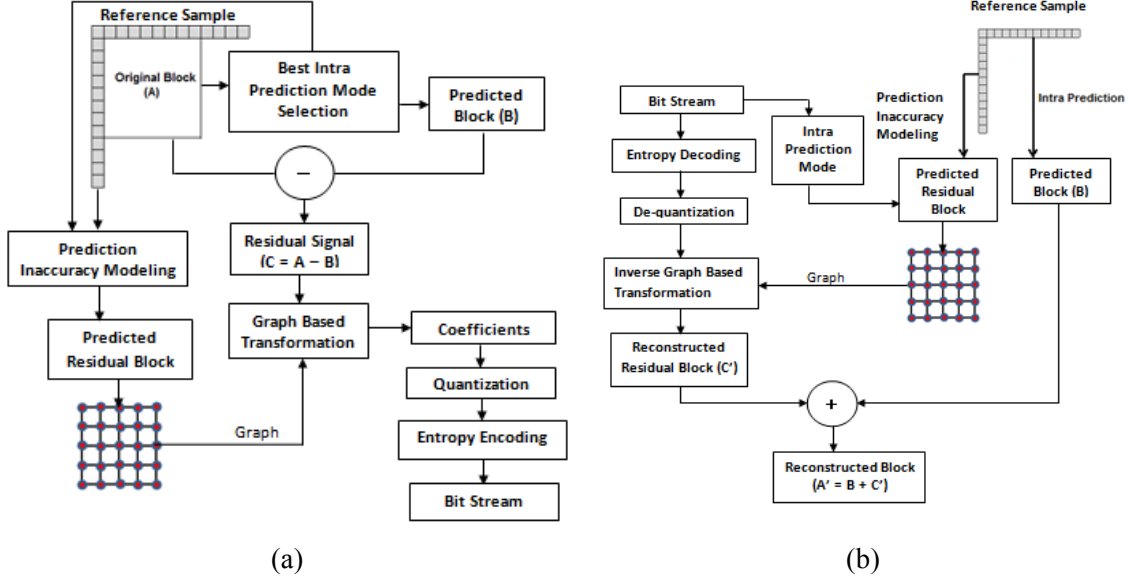 Reference Sample
Original Block
(A)
Best Intra
Prediction Mode
Selection
Predicted
Block (B)
−
Residual Signal
(C = A − B)
Prediction
Inaccuracy Modeling
Graph Based
Transformation
Coefficients
Predicted
Residual Block
Quantization
Graph
Entropy Encoding
Bit Stream
(a)
Reference Sample
Bit Stream
Prediction
Inaccuracy
Modeling
Intra Prediction
Intra
Prediction
Mode
Entropy Decoding
Predicted
Residual
Block
Predicted
Block (B)
De-quantization
Inverse Graph Based
Transformation
Graph
Reconstructed
Residual Block (C’)
+
Reconstructed Block
(A’ = B + C’)
(b)